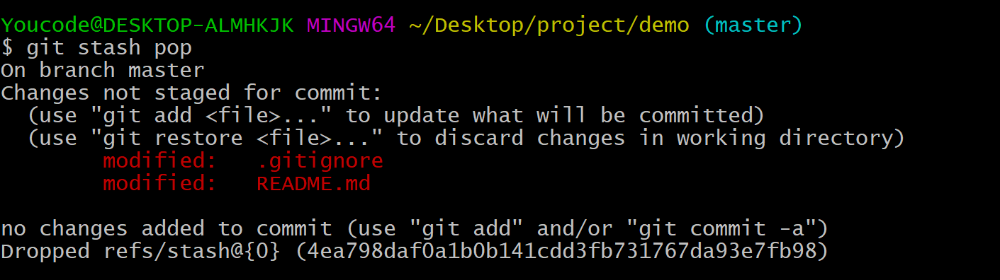 Youcode@DESKTOP-ALMHKJK MINGW64 ~/Desktop/project/demo (master)
$ git stash pop
On branch master
Changes not staged for commit:
  (use "git add <file>..." to update what will be committed)
  (use "git restore <file>..." to discard changes in working directory)
        modified:   .gitignore
        modified:   README.md

no changes added to commit (use "git add" and/or "git commit -a")
Dropped refs/stash@{0} (4ea798daf0a1b0b141cdd3fb731767da93e7fb98)